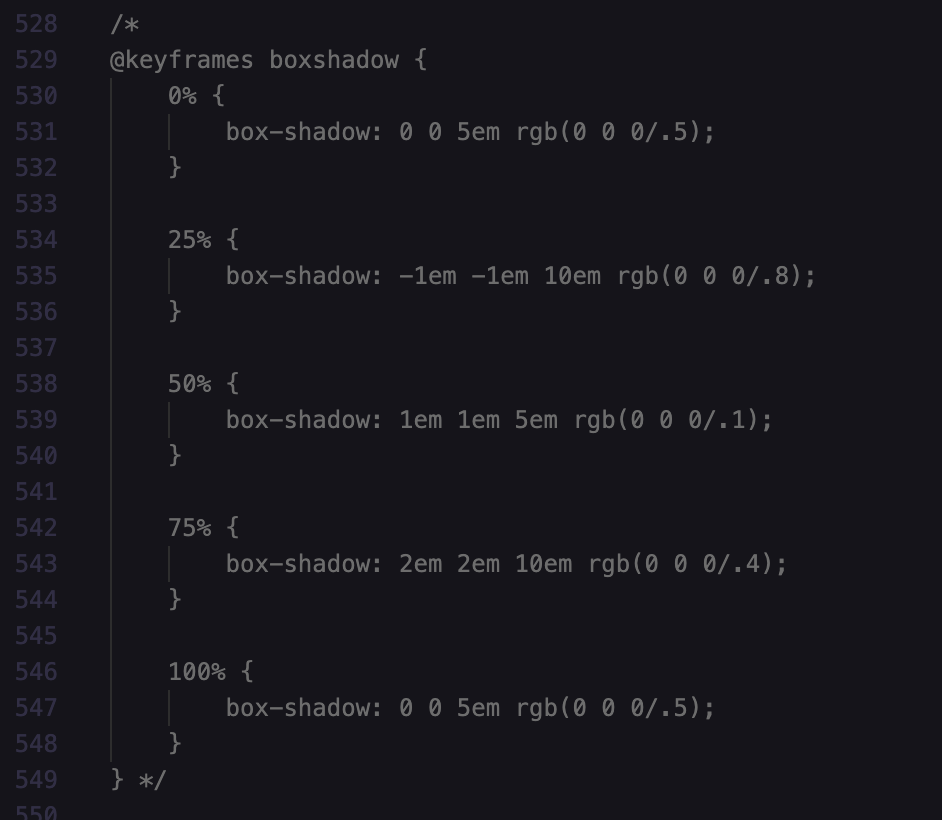 528 /*
529 @keyframes boxshadow {
530 0% {
531 box-shadow: 0 0 5em rgb(0 0 0/.5);
532 }
533
534 25% {
535 box-shadow: -1em -1em 10em rgb(0 0 0/.8);
536 }
537
538 50% {
539 box-shadow: 1em 1em 5em rgb(0 0 0/.1);
540 }
541
542 75% {
543 box-shadow: 2em 2em 10em rgb(0 0 0/.4);
544 }
545
546 100% {
547 box-shadow: 0 0 5em rgb(0 0 0/.5);
548 }
549 } */
550